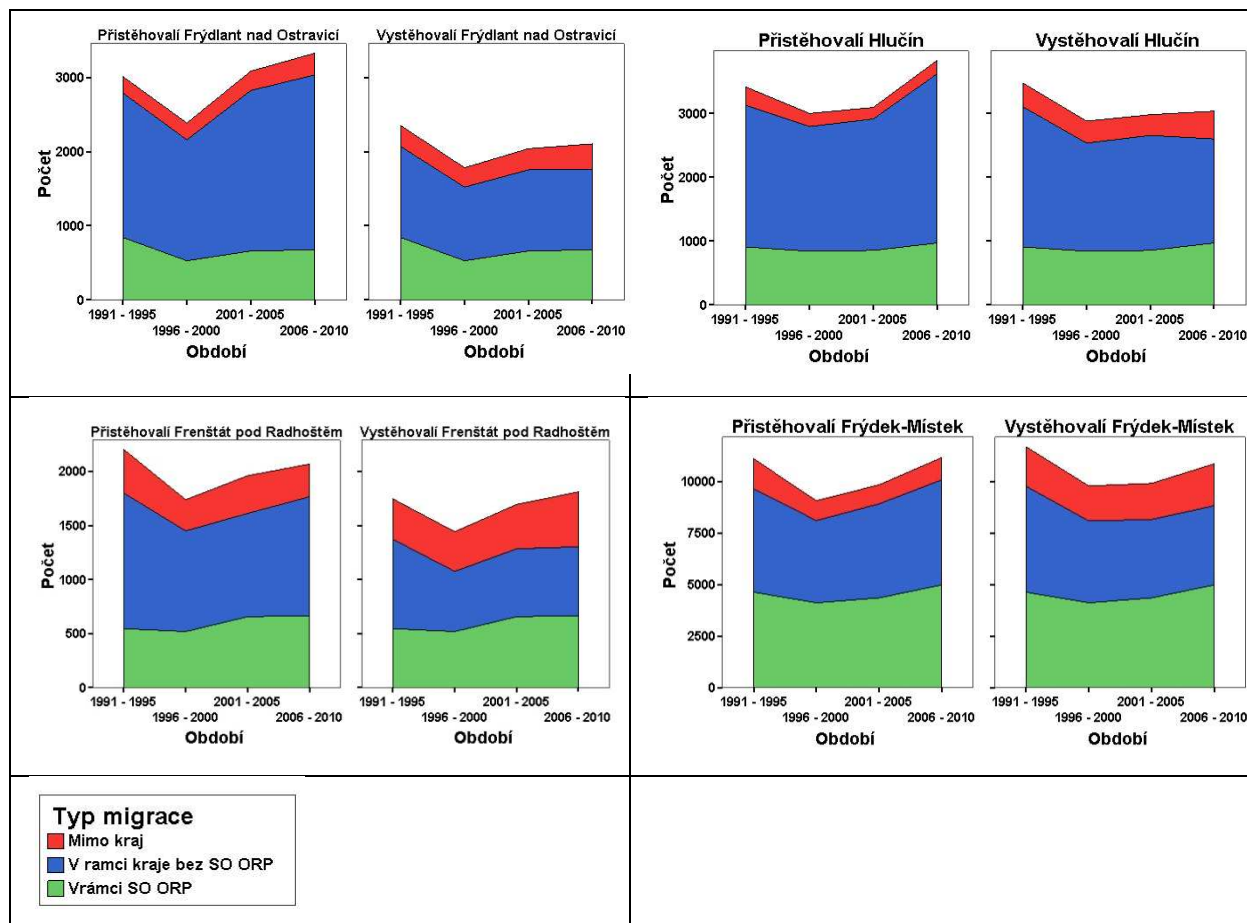 Přistěhovalí Frýdlant nad Ostravicí
Vystěhovalí Frýdlant nad Ostravicí
Počet
3000
2000
1000
0
1991 - 1995
1996 - 2000
2001 - 2005
2006 - 2010
Období
1991 - 1995
1996 - 2000
2001 - 2005
2006 - 2010
Období
Přistěhovalí Hlučín
Vystěhovalí Hlučín
Počet
3000
2000
1000
0
1991 - 1995
1996 - 2000
2001 - 2005
2006 - 2010
Období
1991 - 1995
1996 - 2000
2001 - 2005
2006 - 2010
Období
Přistěhovalí Frenštát pod Radhoštěm
Vystěhovalí Frenštát pod Radhoštěm
Počet
2000
1500
1000
500
0
1991 - 1995
1996 - 2000
2001 - 2005
2006 - 2010
Období
1991 - 1995
1996 - 2000
2001 - 2005
2006 - 2010
Období
Přistěhovalí Frýdek-Místek
Vystěhovalí Frýdek-Místek
Počet
10000
7500
5000
2500
0
1991 - 1995
1996 - 2000
2001 - 2005
2006 - 2010
Období
1991 - 1995
1996 - 2000
2001 - 2005
2006 - 2010
Období
Typ migrace
Mimo kraj
V ramci kraje bez SO ORP
Vrámci SO ORP